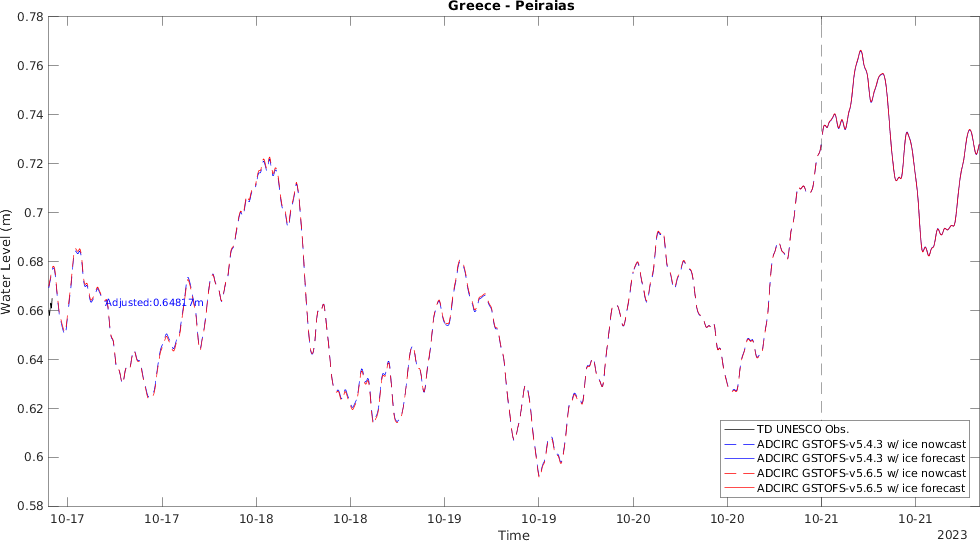 Greece - Peiraias
0.78
0.76
0.74
0.72
0.7
0.68
0.66
0.64
0.62
0.6
0.58
Water Level (m)
Adjusted:0.64817m
TD UNESCO Obs.
ADCIRC GSTOFS-v5.4.3 w/ ice nowcast
ADCIRC GSTOFS-v5.4.3 w/ ice forecast
ADCIRC GSTOFS-v5.6.5 w/ ice nowcast
ADCIRC GSTOFS-v5.6.5 w/ ice forecast
10-17 10-17 10-18 10-18 10-19 10-19 10-20 10-20 10-21 10-21
Time
2023